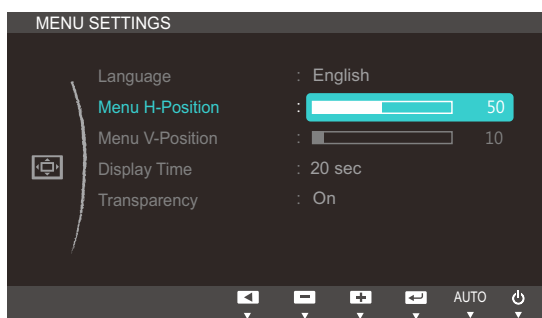 MENU SETTINGS
Language : English
Menu H-Position : 50
Menu V-Position : 10
Display Time : 20 sec
Transparency : On
AUTO